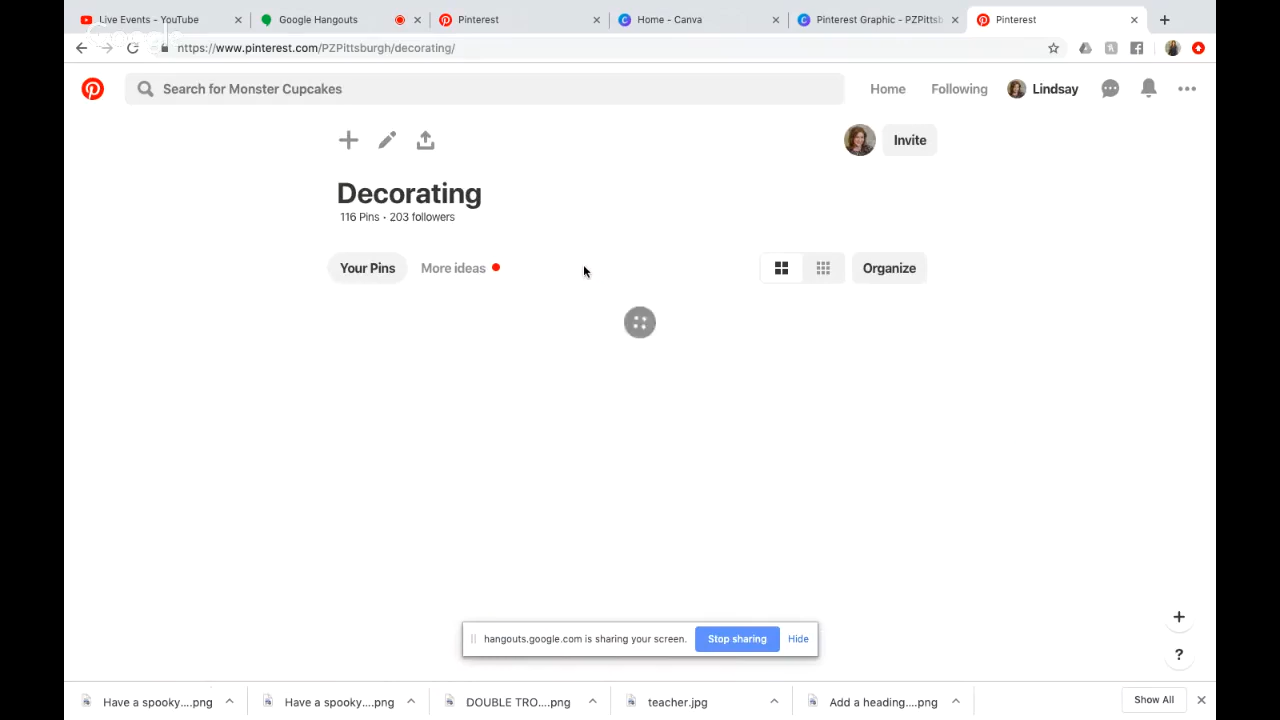 Live Events - YouTube
Google Hangouts
Pinterest
Home - Canva
Pinterest Graphic - PZPittsb
Pinterest
Google
https://www.pinterest.com/PZPittsburgh/decorating/
Search for Monster Cupcakes
Home
Following
Lindsay
Invite
Decorating
116 Pins • 203 followers
Your Pins
More ideas
Organize
hangouts.google.com is sharing your screen.
Stop sharing
Hide
?
Have a spooky....png
Have a spooky....png
DOUBLE TRO....png
teacher.jpg
Add a heading....png
Show All